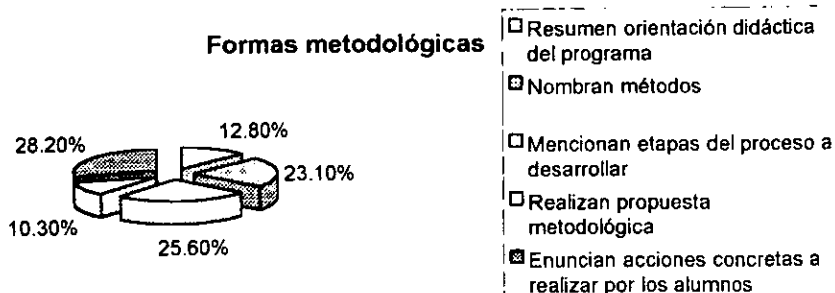 Formas metodológicas
28.20%
12.80%
23.10%
10.30%
25.60%
Resumen orientación didáctica
del programa
Nombran métodos
Mencionan etapas del proceso a
desarrollar
Realizan propuesta
metodológica
Enuncian acciones concretas a
realizar por los alumnos